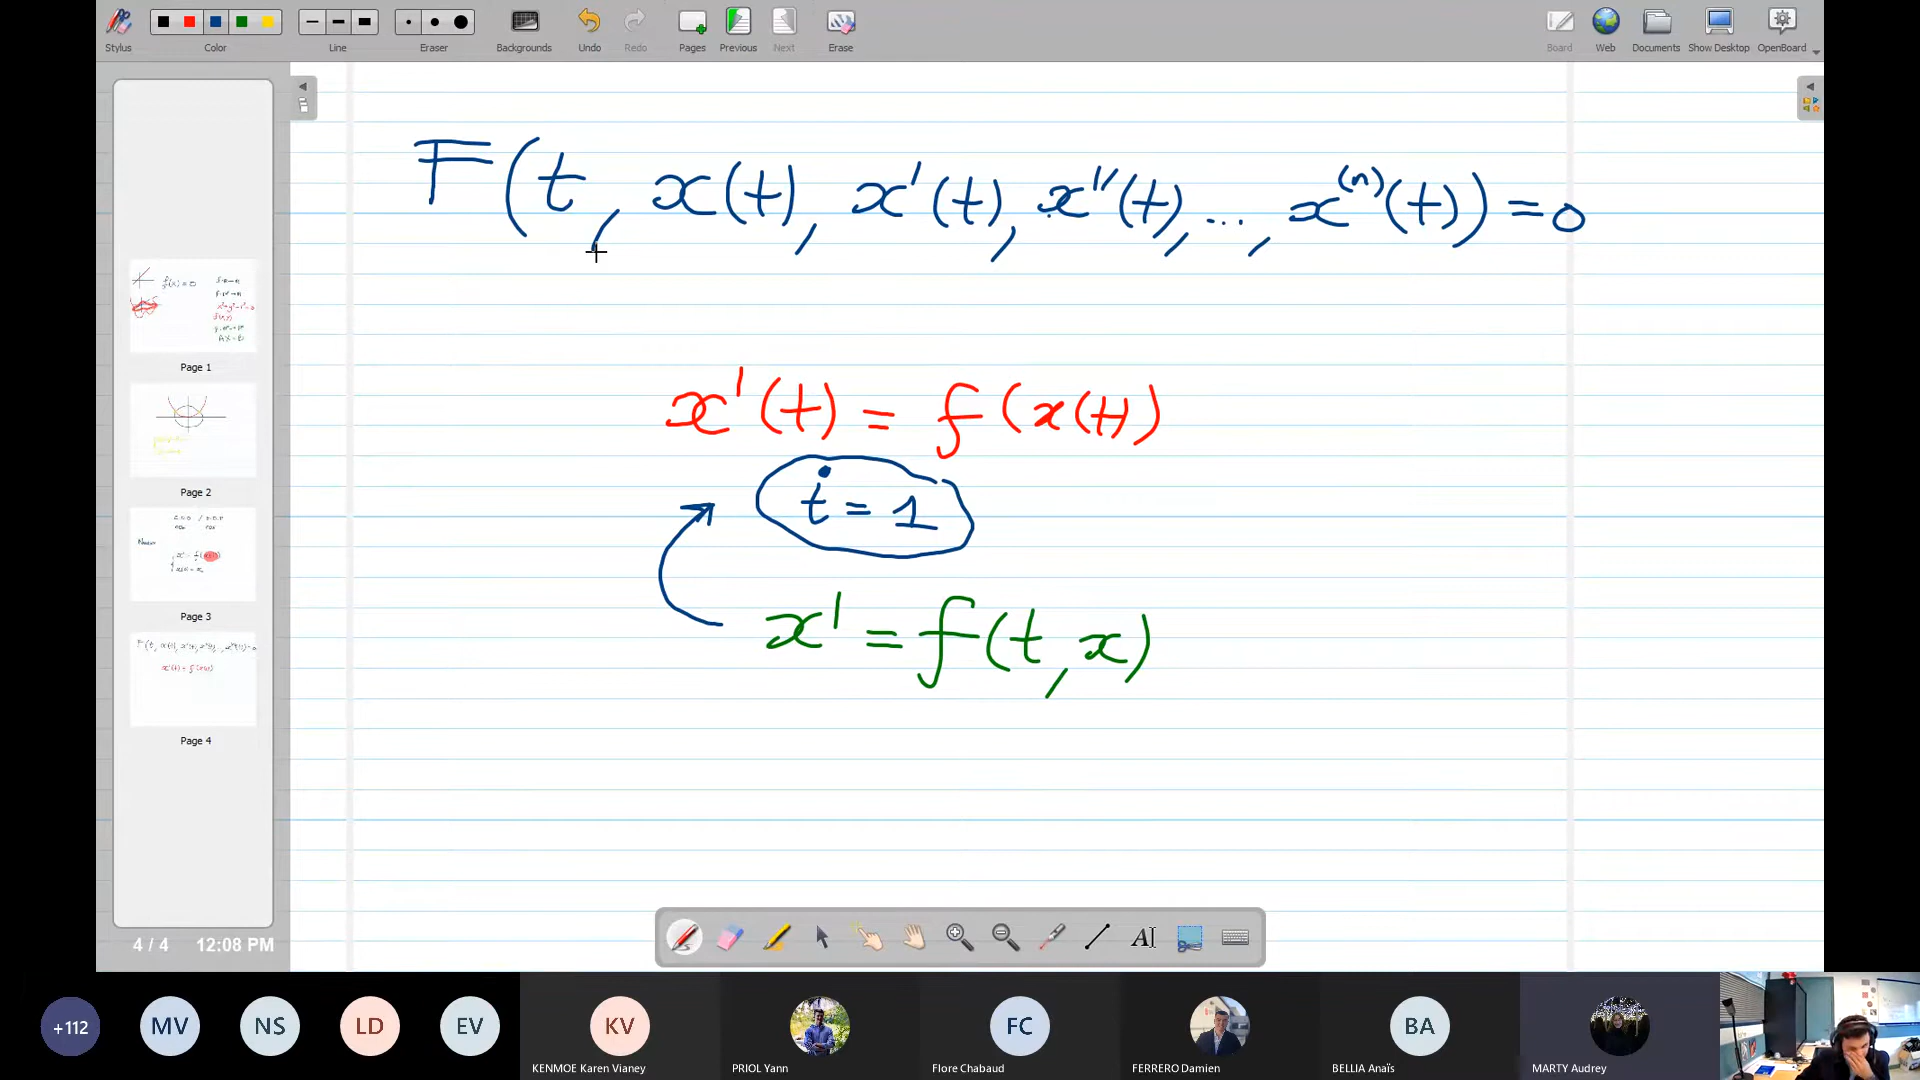 Stylus
Color
Line
Eraser
Backgrounds
Undo
Redo
Pages
Previous
Next
Erase
Board
Web
Documents
Show Desktop
OpenBoard
F(t, x(t), x'(t), x''(t), ..., x^(n)(t)) = 0
x'(t) = f(x(t))
ṫ = 1
x' = f(t, x)
Page 1
Page 2
Page 3
Page 4
4 / 4 12:08 PM
AI
+112
MV
NS
LD
EV
KV
KENMOE Karen Vianey
PRIOL Yann
FC
Flore Chabaud
FERRERO Damien
BA
BELLIA Anaïs
MARTY Audrey